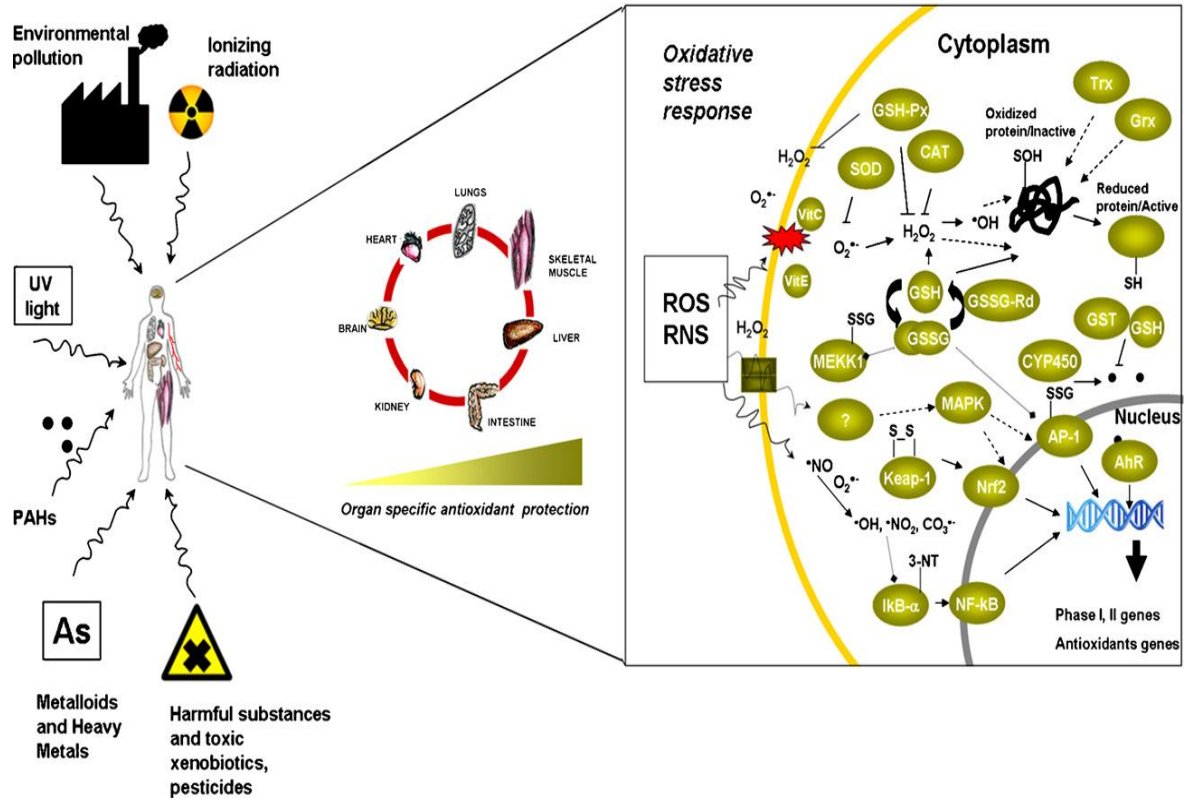 Environmental
pollution
Ionizing
radiation
UV
light
PAHs
As
Metalloids
and Heavy
Metals
Harmful substances
and toxic
xenobiotics,
pesticides
LUNGS
HEART
SKELETAL
MUSCLE
BRAIN
LIVER
KIDNEY
INTESTINE
Organ specific antioxidant protection
Oxidative
stress
response
Cytoplasm
ROS
RNS
GSH-Px
Trx
Grx
Oxidized
protein/Inactive
SOH
H₂O₂
SOD
CAT
O₂•-
VitC
Reduced
protein/Active
H₂O₂
•OH
O₂•-
VitE
SH
GSH
GSSG-Rd
H₂O₂
SSG
GSSG
GST
GSH
MEKK1
CYP450
SSG
MAPK
Nucleus
?
AP-1
S_S
AhR
•NO
O₂•-
Keap-1
Nrf2
•OH, •NO₂, CO₃•-
3-NT
IkB-α
NF-kB
Phase I, II genes
Antioxidants genes